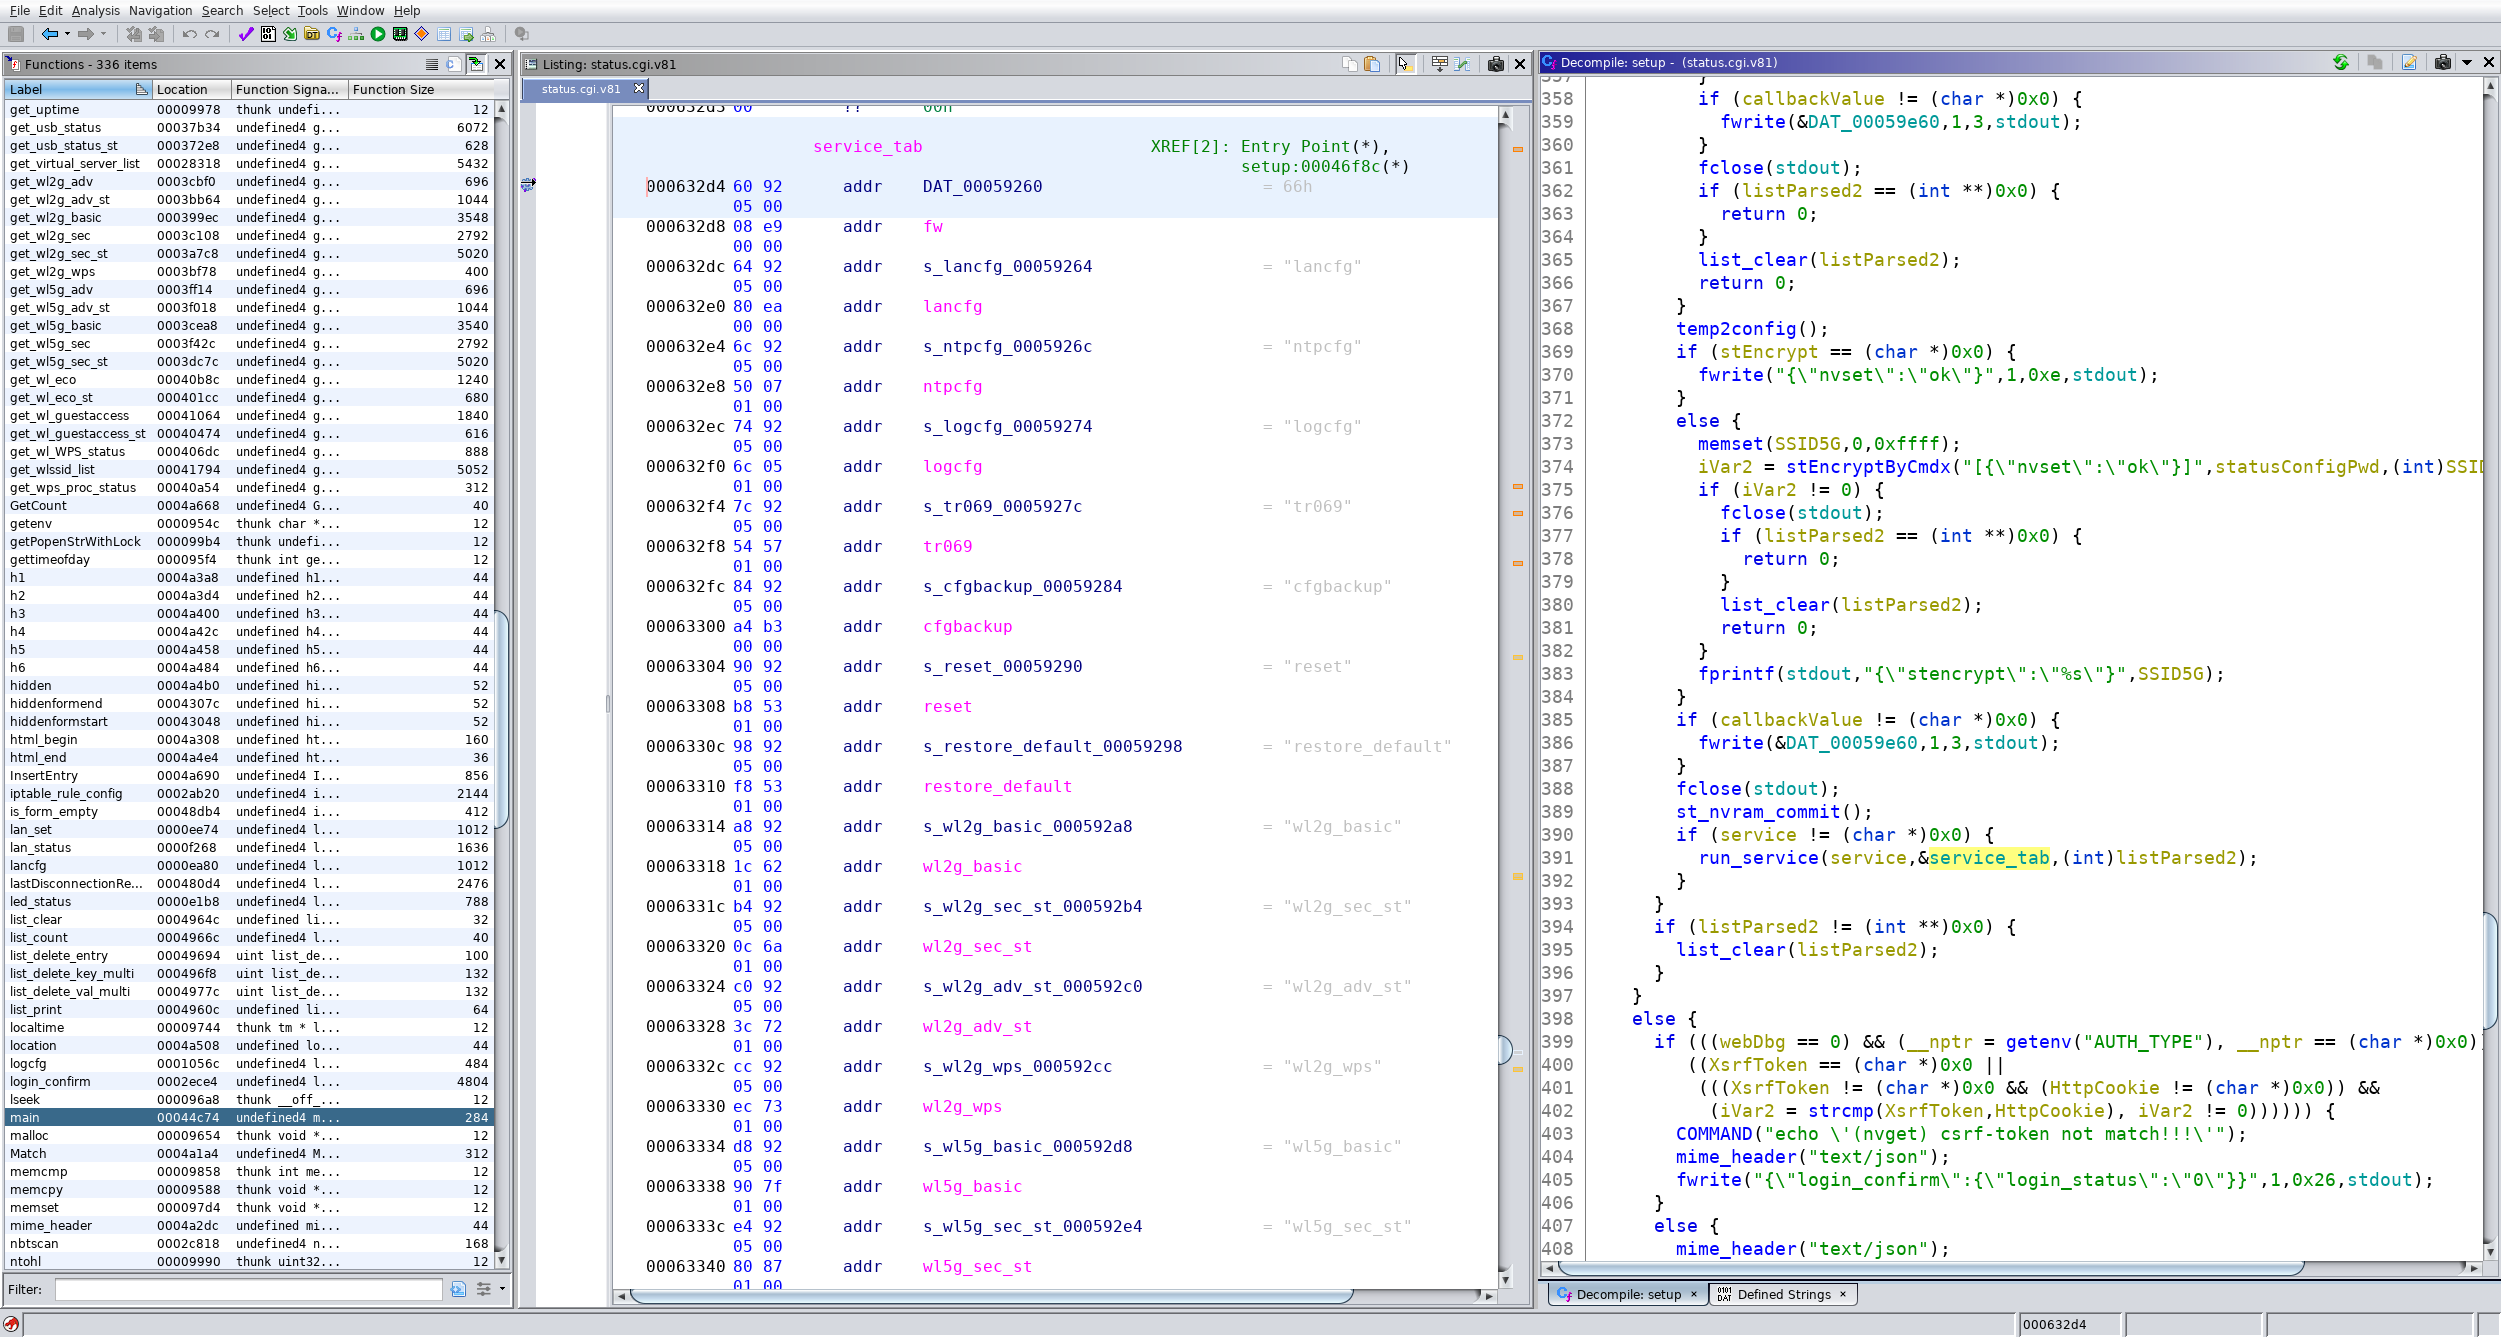 File Edit Analysis Navigation Search Select Tools Window Help
Functions - 336 items
Label Location Function Signa... Function Size
get_uptime 00009978 thunk undefi... 12
get_usb_status 00037b34 undefined4 g... 6072
get_usb_status_st 000372e8 undefined4 g... 628
get_virtual_server_list 00028318 undefined4 g... 5432
get_wl2g_adv 0003cbf0 undefined4 g... 696
get_wl2g_adv_st 0003bb64 undefined4 g... 1044
get_wl2g_basic 000399ec undefined4 g... 3548
get_wl2g_sec 0003c108 undefined4 g... 2792
get_wl2g_sec_st 0003a7c8 undefined4 g... 5020
get_wl2g_wps 0003bf78 undefined4 g... 400
get_wl5g_adv 0003ff14 undefined4 g... 696
get_wl5g_adv_st 0003f018 undefined4 g... 1044
get_wl5g_basic 0003cea8 undefined4 g... 3540
get_wl5g_sec 0003f42c undefined4 g... 2792
get_wl5g_sec_st 0003dc7c undefined4 g... 5020
get_wl_eco 00040b8c undefined4 g... 1240
get_wl_eco_st 000401cc undefined4 g... 680
get_wl_guestaccess 00041064 undefined4 g... 1840
get_wl_guestaccess_st 00040474 undefined4 g... 616
get_wl_WPS_status 000406dc undefined4 g... 888
get_wlssid_list 00041794 undefined4 g... 5052
get_wps_proc_status 00040a54 undefined4 g... 312
GetCount 0004a668 undefined4 G... 40
getenv 0000954c thunk char *... 12
getPopenStrWithLock 000099b4 thunk undefi... 12
gettimeofday 000095f4 thunk int ge... 12
h1 0004a3a8 undefined h1... 44
h2 0004a3d4 undefined h2... 44
h3 0004a400 undefined h3... 44
h4 0004a42c undefined h4... 44
h5 0004a458 undefined h5... 44
h6 0004a484 undefined h6... 44
hidden 0004a4b0 undefined hi... 52
hiddenformend 0004307c undefined hi... 52
hiddenformstart 00043048 undefined hi... 52
html_begin 0004a308 undefined ht... 160
html_end 0004a4e4 undefined ht... 36
InsertEntry 0004a690 undefined4 I... 856
iptable_rule_config 0002ab20 undefined4 i... 2144
is_form_empty 00048db4 undefined4 i... 412
lan_set 0000ee74 undefined4 l... 1012
lan_status 0000f268 undefined4 l... 1636
lancfg 0000ea80 undefined4 l... 1012
lastDisconnectionRe... 000480d4 undefined4 l... 2476
led_status 0000e1b8 undefined4 l... 788
list_clear 0004964c undefined li... 32
list_count 0004966c undefined4 l... 40
list_delete_entry 00049694 uint list_de... 100
list_delete_key_multi 000496f8 uint list_de... 132
list_delete_val_multi 0004977c uint list_de... 132
list_print 0004960c undefined li... 64
localtime 00009744 thunk tm * l... 12
location 0004a508 undefined lo... 44
logcfg 0001056c undefined4 l... 484
login_confirm 0002ece4 undefined4 l... 4804
lseek 000096a8 thunk __off_... 12
main 00044c74 undefined4 m... 284
malloc 00009654 thunk void *... 12
Match 0004a1a4 undefined4 M... 312
memcmp 00009858 thunk int me... 12
memcpy 00009588 thunk void *... 12
memset 000097d4 thunk void *... 12
mime_header 0004a2dc undefined mi... 44
nbtscan 0002c818 undefined4 n... 168
ntohl 00009990 thunk uint32... 12
Filter:
Listing: status.cgi.v81
status.cgi.v81
000632d3 00 ?? 00h
service_tab XREF[2]: Entry Point(*),
setup:00046f8c(*)
000632d4 60 92 addr DAT_00059260 = 66h
05 00
000632d8 08 e9 addr fw
00 00
000632dc 64 92 addr s_lancfg_00059264 = "lancfg"
05 00
000632e0 80 ea addr lancfg
00 00
000632e4 6c 92 addr s_ntpcfg_0005926c = "ntpcfg"
05 00
000632e8 50 07 addr ntpcfg
01 00
000632ec 74 92 addr s_logcfg_00059274 = "logcfg"
05 00
000632f0 6c 05 addr logcfg
01 00
000632f4 7c 92 addr s_tr069_0005927c = "tr069"
05 00
000632f8 54 57 addr tr069
01 00
000632fc 84 92 addr s_cfgbackup_00059284 = "cfgbackup"
05 00
00063300 a4 b3 addr cfgbackup
00 00
00063304 90 92 addr s_reset_00059290 = "reset"
05 00
00063308 b8 53 addr reset
01 00
0006330c 98 92 addr s_restore_default_00059298 = "restore_default"
05 00
00063310 f8 53 addr restore_default
01 00
00063314 a8 92 addr s_wl2g_basic_000592a8 = "wl2g_basic"
05 00
00063318 1c 62 addr wl2g_basic
01 00
0006331c b4 92 addr s_wl2g_sec_st_000592b4 = "wl2g_sec_st"
05 00
00063320 0c 6a addr wl2g_sec_st
01 00
00063324 c0 92 addr s_wl2g_adv_st_000592c0 = "wl2g_adv_st"
05 00
00063328 3c 72 addr wl2g_adv_st
01 00
0006332c cc 92 addr s_wl2g_wps_000592cc = "wl2g_wps"
05 00
00063330 ec 73 addr wl2g_wps
01 00
00063334 d8 92 addr s_wl5g_basic_000592d8 = "wl5g_basic"
05 00
00063338 90 7f addr wl5g_basic
01 00
0006333c e4 92 addr s_wl5g_sec_st_000592e4 = "wl5g_sec_st"
05 00
00063340 80 87 addr wl5g_sec_st
01 00
Decompile: setup - (status.cgi.v81)
357 }
358 if (callbackValue != (char *)0x0) {
359 fwrite(&DAT_00059e60,1,3,stdout);
360 }
361 fclose(stdout);
362 if (listParsed2 == (int **)0x0) {
363 return 0;
364 }
365 list_clear(listParsed2);
366 return 0;
367 }
368 temp2config();
369 if (stEncrypt == (char *)0x0) {
370 fwrite("{\"nvset\":\"ok\"}",1,0xe,stdout);
371 }
372 else {
373 memset(SSID5G,0,0xffff);
374 iVar2 = stEncryptByCmdx("[{\"nvset\":\"ok\"}]",statusConfigPwd,(int)SSID
375 if (iVar2 != 0) {
376 fclose(stdout);
377 if (listParsed2 == (int **)0x0) {
378 return 0;
379 }
380 list_clear(listParsed2);
381 return 0;
382 }
383 fprintf(stdout,"{\"stencrypt\":\"%s\"}",SSID5G);
384 }
385 if (callbackValue != (char *)0x0) {
386 fwrite(&DAT_00059e60,1,3,stdout);
387 }
388 fclose(stdout);
389 st_nvram_commit();
390 if (service != (char *)0x0) {
391 run_service(service,&service_tab,(int)listParsed2);
392 }
393 }
394 if (listParsed2 != (int **)0x0) {
395 list_clear(listParsed2);
396 }
397 }
398 else {
399 if (((webDbg == 0) && (__nptr = getenv("AUTH_TYPE"), __nptr == (char *)0x0)
400 ((XsrfToken == (char *)0x0 ||
401 (((XsrfToken != (char *)0x0 && (HttpCookie != (char *)0x0)) &&
402 (iVar2 = strcmp(XsrfToken,HttpCookie), iVar2 != 0)))))) {
403 COMMAND("echo \'(nvget) csrf-token not match!!!\'");
404 mime_header("text/json");
405 fwrite("{\"login_confirm\":{\"login_status\":\"0\"}}",1,0x26,stdout);
406 }
407 else {
408 mime_header("text/json");
Decompile: setup × Defined Strings ×
000632d4